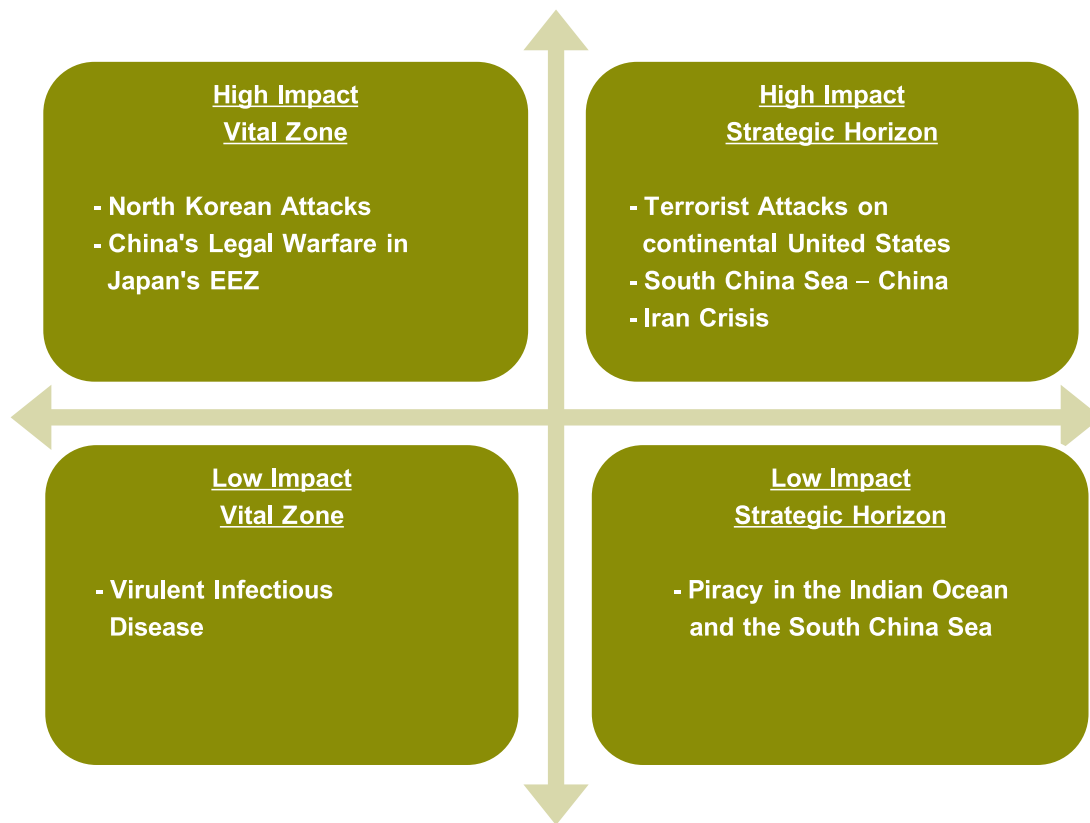 High Impact
Vital Zone
- North Korean Attacks
- China's Legal Warfare in
Japan's EEZ
High Impact
Strategic Horizon
- Terrorist Attacks on
continental United States
- South China Sea – China
- Iran Crisis
Low Impact
Vital Zone
- Virulent Infectious
Disease
Low Impact
Strategic Horizon
- Piracy in the Indian Ocean
and the South China Sea